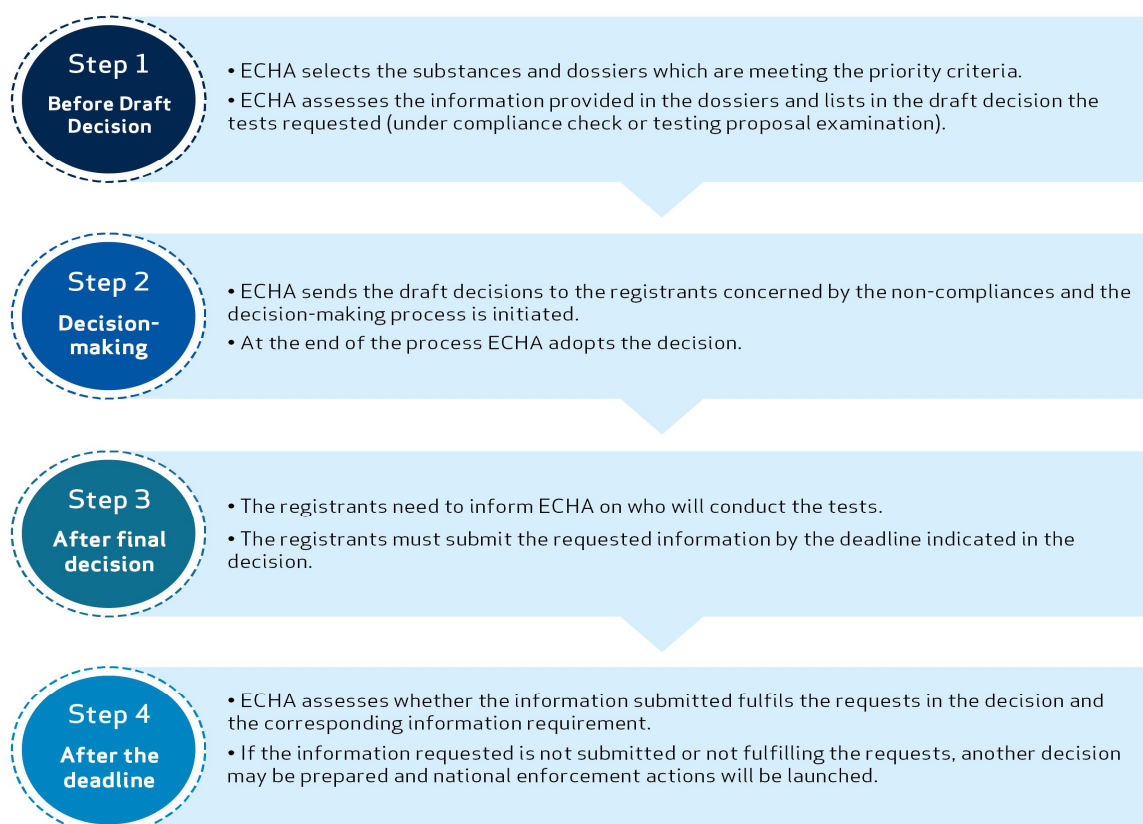 Step 1
Before Draft
Decision
• ECHA selects the substances and dossiers which are meeting the priority criteria.
• ECHA assesses the information provided in the dossiers and lists in the draft decision the
tests requested (under compliance check or testing proposal examination).
Step 2
Decision-
making
• ECHA sends the draft decisions to the registrants concerned by the non-compliances and the
decision-making process is initiated.
• At the end of the process ECHA adopts the decision.
Step 3
After final
decision
• The registrants need to inform ECHA on who will conduct the tests.
• The registrants must submit the requested information by the deadline indicated in the
decision.
Step 4
After the
deadline
• ECHA assesses whether the information submitted fulfils the requests in the decision and
the corresponding information requirement.
• If the information requested is not submitted or not fulfilling the requests, another decision
may be prepared and national enforcement actions will be launched.